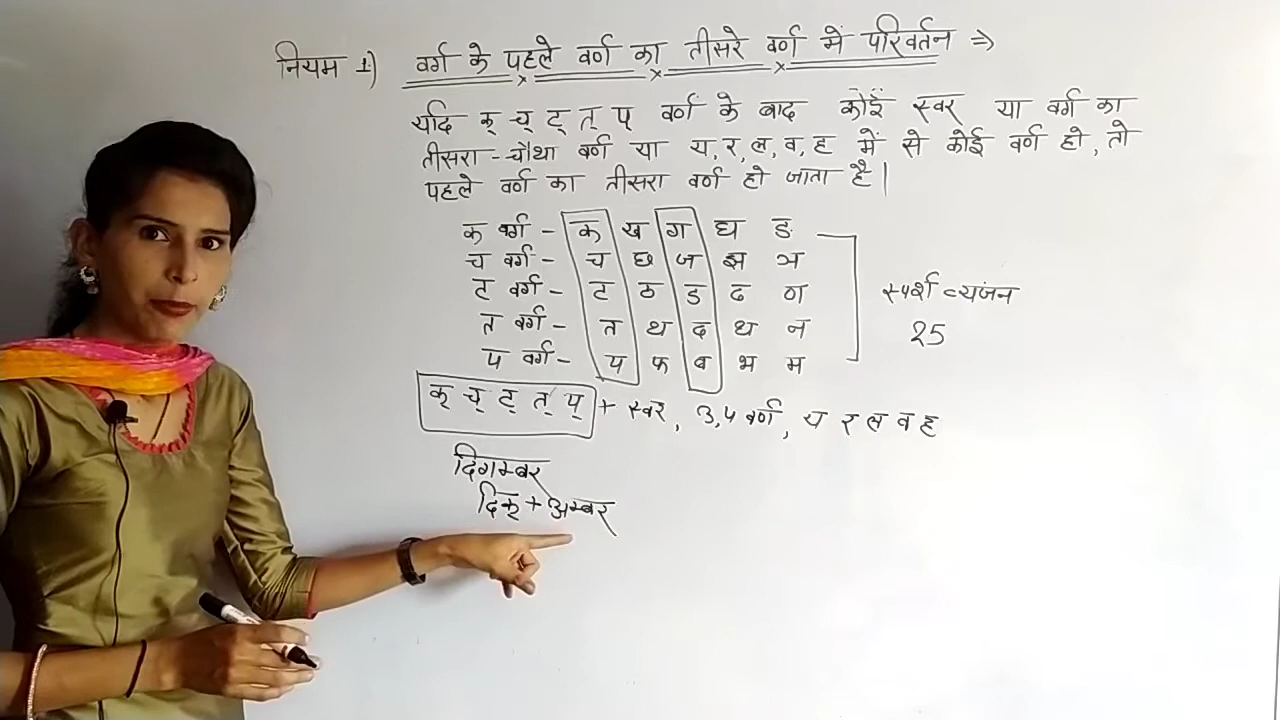 नियम 1) वर्ग के पहले वर्ण का तीसरे वर्ण में परिवर्तन ⇒
यदि क् च् ट् त् प् वर्ण के बाद कोई स्वर या वर्ग का
तीसरा-चौथा वर्ण या य, र, ल, व, ह में से कोई वर्ण हो, तो
पहले वर्ण का तीसरा वर्ण हो जाता है।
क वर्ग - क ख ग घ ङ
च वर्ग - च छ ज झ ञ
ट वर्ग - ट ठ ड ढ ण
त वर्ग - त थ द ध न
प वर्ग - प फ ब भ म
स्पर्श व्यंजन
25
क् च् ट् त् प् + स्वर, 3,4 वर्ण, य र ल व ह
दिगम्बर
दिक् + अम्बर